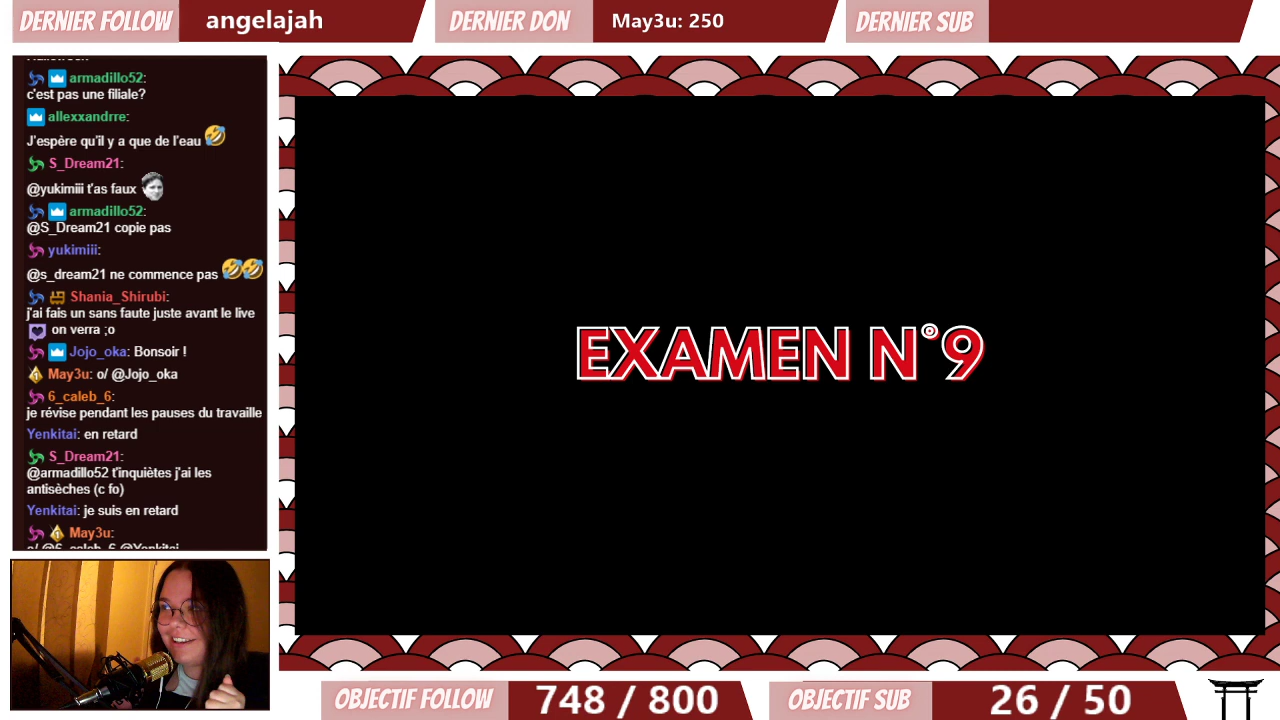 DERNIER FOLLOW angelajah DERNIER DON May3u: 250 DERNIER SUB
armadillo52:
c'est pas une filiale?
allexxandrre:
J'espère qu'il y a que de l'eau 🤣
S_Dream21:
@yukimiii t'as faux
armadillo52:
@S_Dream21 copie pas
yukimiii:
@s_dream21 ne commence pas 🤣🤣
Shania_Shirubi:
j'ai fais un sans faute juste avant le live
on verra ;o
Jojo_oka: Bonsoir !
May3u: o/ @Jojo_oka
6_caleb_6:
je révise pendant les pauses du travaille
Yenkitai: en retard
S_Dream21:
@armadillo52 t'inquiètes j'ai les
antisèches (c fo)
Yenkitai: je suis en retard
May3u:
o/ @6_caleb_6 @Yenkitai
EXAMEN N°9
OBJECTIF FOLLOW 748 / 800 OBJECTIF SUB 26 / 50